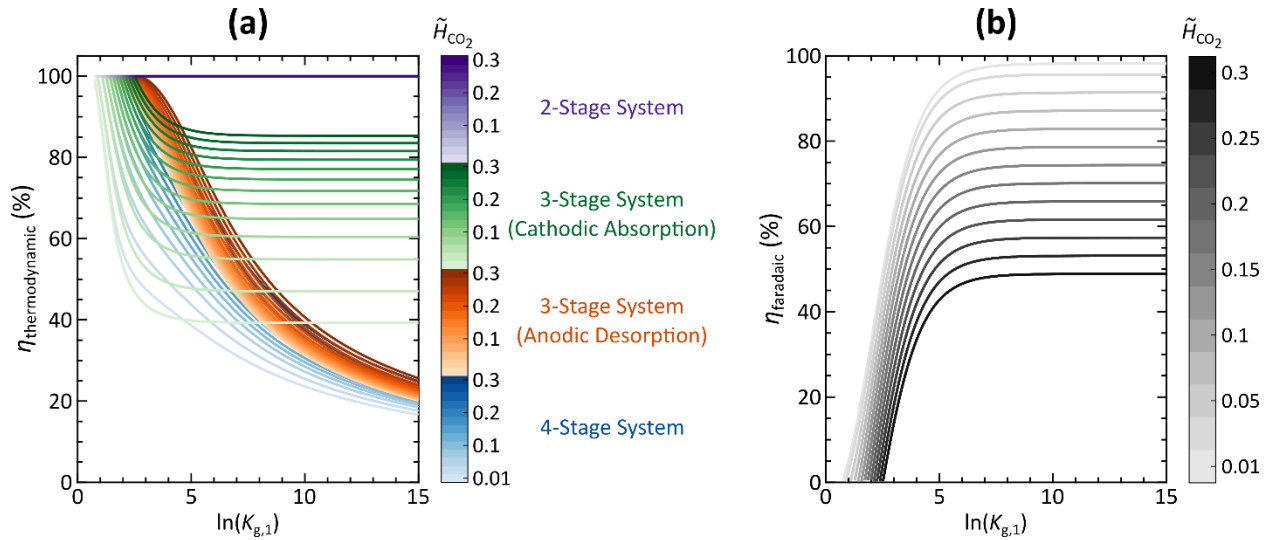 (a)
H̃CO₂
100
80
60
40
20
0
0
5
10
15
ηthermodynamic (%)
ln(Kg,1)
0.3
0.2
0.1
0.3
0.2
0.1
0.3
0.2
0.1
0.3
0.2
0.1
0.01
2-Stage System
3-Stage System
(Cathodic Absorption)
3-Stage System
(Anodic Desorption)
4-Stage System
(b)
H̃CO₂
100
80
60
40
20
0
0
5
10
15
ηfaradaic (%)
ln(Kg,1)
0.3
0.25
0.2
0.15
0.1
0.05
0.01